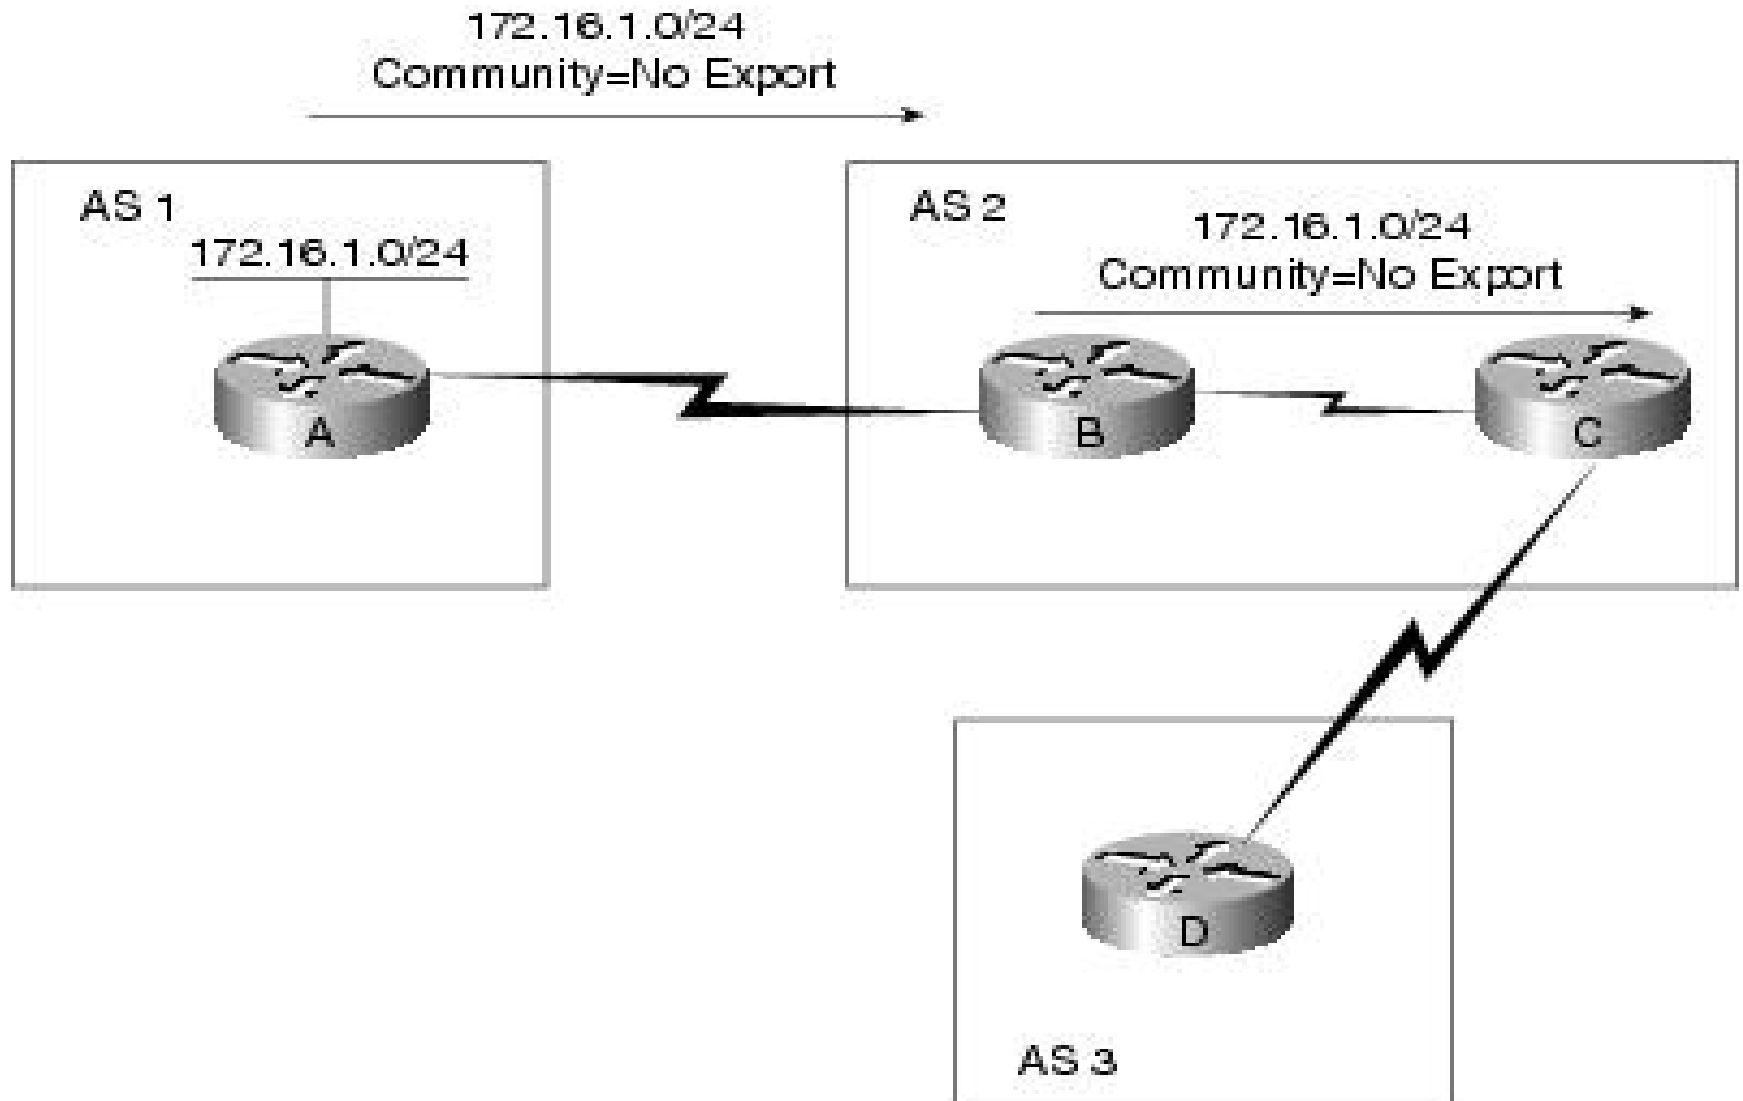 172.16.1.0/24
Community=No Export
AS 1
172.16.1.0/24
AS 2
172.16.1.0/24
Community=No Export
A
B
C
D
AS 3